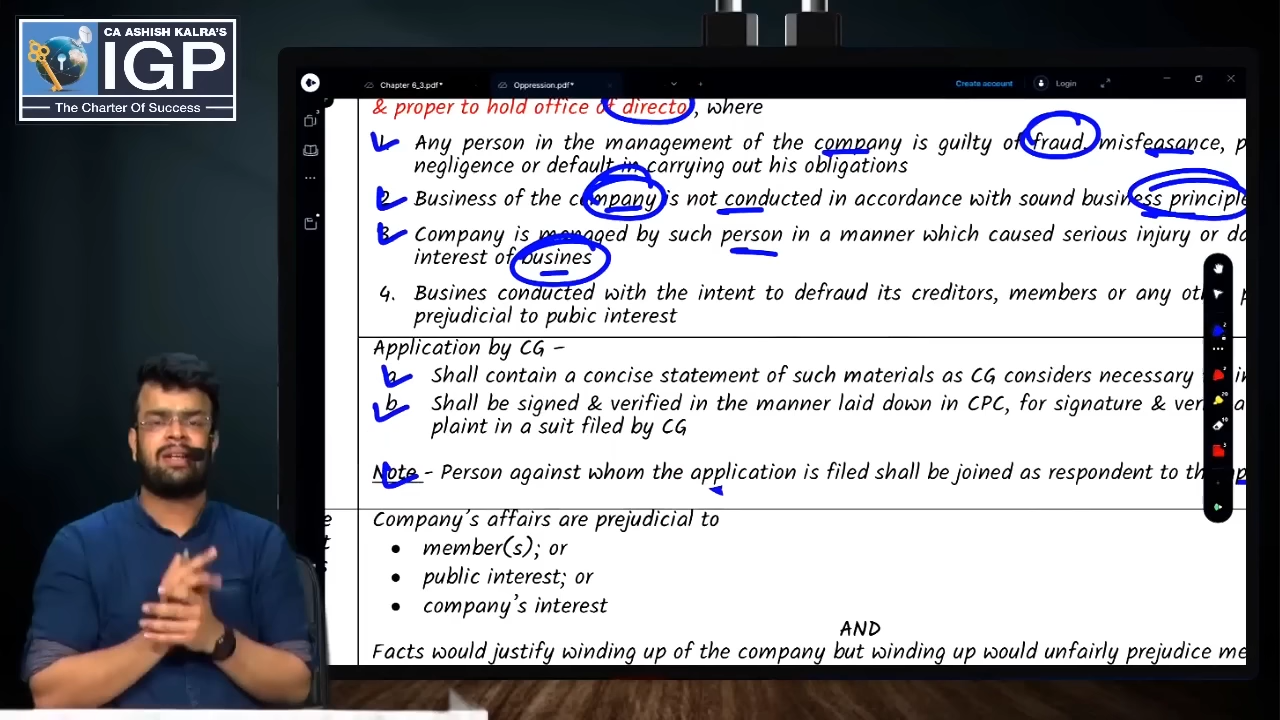 CA ASHISH KALRA'S
IGP
The Charter Of Success
Chapter 6_3.pdf*
Oppression.pdf*
Create account
Login
& proper to hold office of directo, where
1. Any person in the management of the company is guilty of fraud, misfeasance, p
negligence or default in carrying out his obligations
2. Business of the company is not conducted in accordance with sound business principle
3. Company is managed by such person in a manner which caused serious injury or da
interest of busines
4. Busines conducted with the intent to defraud its creditors, members or any ot p
prejudicial to pubic interest
Application by CG –
a. Shall contain a concise statement of such materials as CG considers necessary
b. Shall be signed & verified in the manner laid down in CPC, for signature &
plaint in a suit filed by CG
Note - Person against whom the application is filed shall be joined as respondent to
Company's affairs are prejudicial to
• member(s); or
• public interest; or
• company's interest
AND
Facts would justify winding up of the company but winding up would unfairly prejudice me